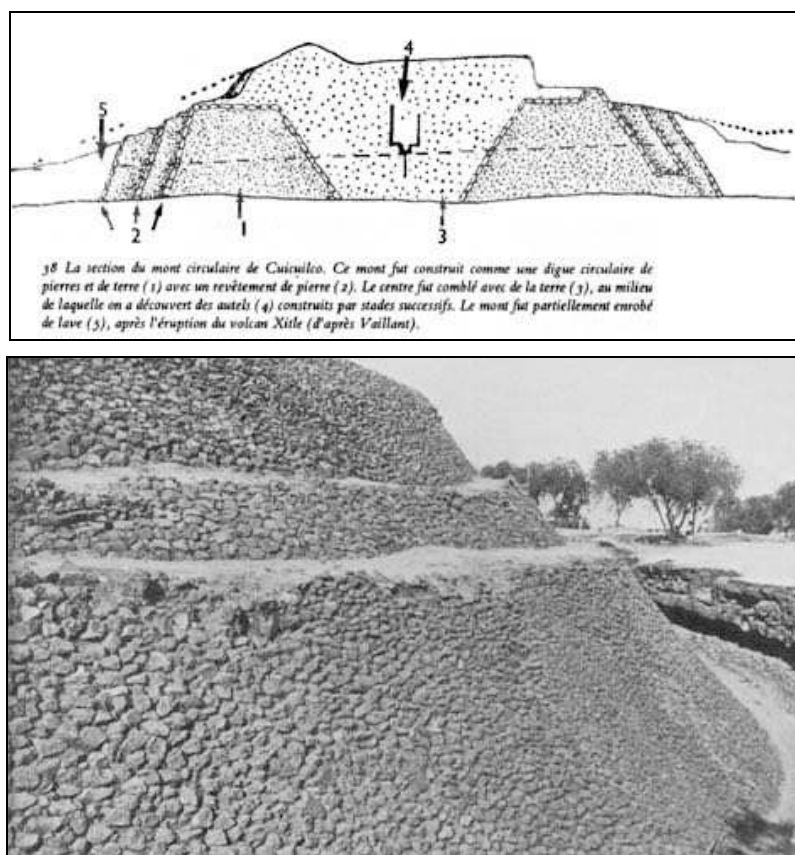 4
5
2
1
3
38 La section du mont circulaire de Cuicuilco. Ce mont fut construit comme une digue circulaire de
pierres et de terre (1) avec un revêtement de pierre (2). Le centre fut comblé avec de la terre (3), au milieu
de laquelle on a découvert des autels (4) construits par stades successifs. Le mont fut partiellement enrobé
de lave (5), après l'éruption du volcan Xitle (d'après Vaillant).